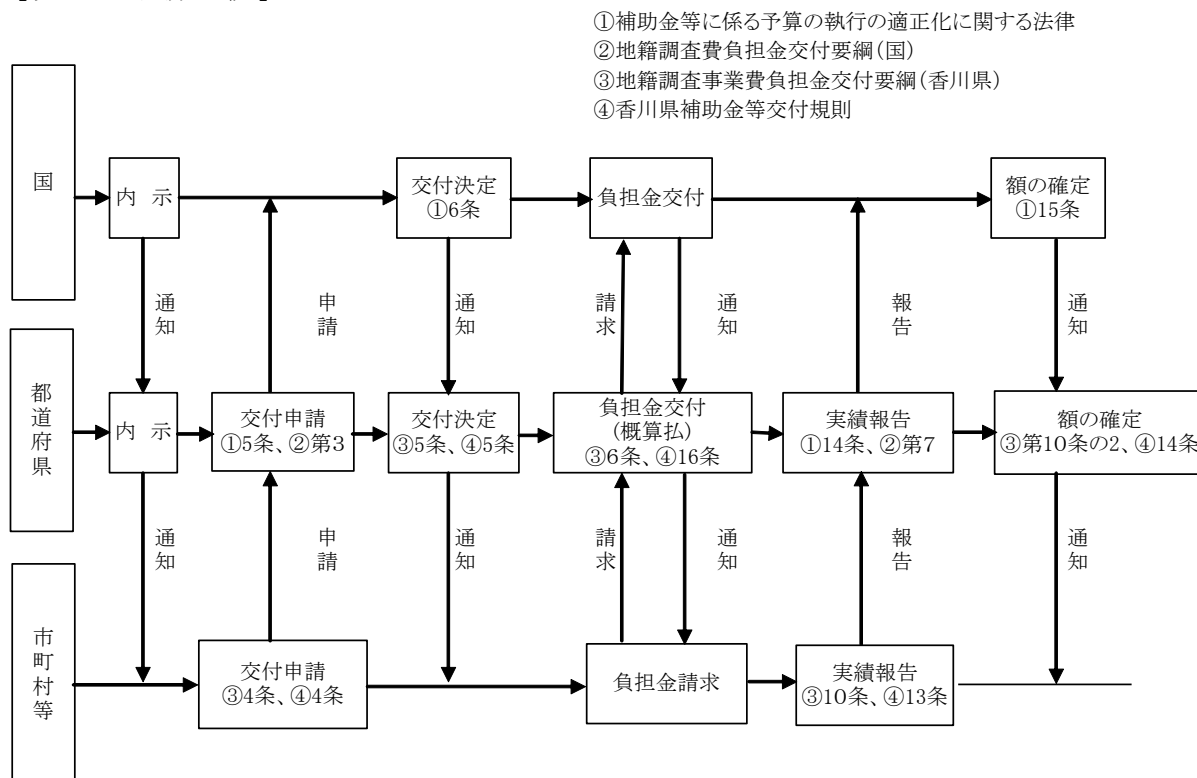 ①補助金等に係る予算の執行の適正化に関する法律
②地籍調査費負担金交付要綱(国)
③地籍調査事業費負担金交付要綱(香川県)
④香川県補助金等交付規則
国
内 示
交付決定
①6条
負担金交付
額の確定
①15条
通知
申請
通知
請求
通知
報告
通知
都道府県
内 示
交付申請
①5条、②第3
交付決定
③5条、④5条
負担金交付
(概算払)
③6条、④16条
実績報告
①14条、②第7
額の確定
③第10条の2、④14条
通知
申請
通知
請求
通知
報告
通知
市町村等
交付申請
③4条、④4条
負担金請求
実績報告
③10条、④13条